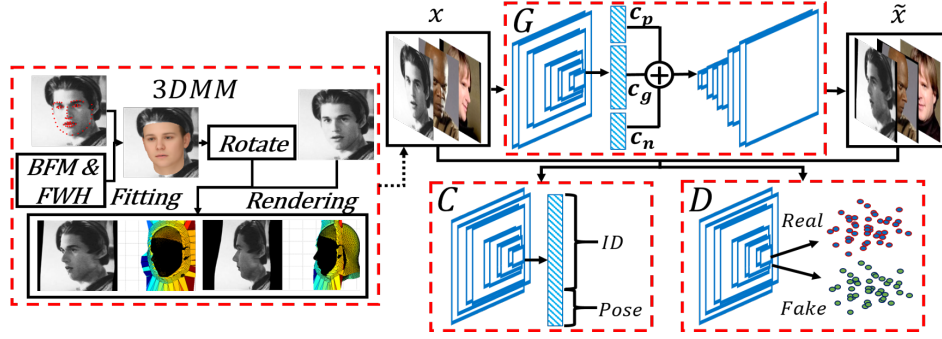 3DMM
BFM &
FWH
Fitting
Rotate
Rendering
x
G
c_p
c_g
c_n
x̃
C
ID
Pose
D
Real
Fake